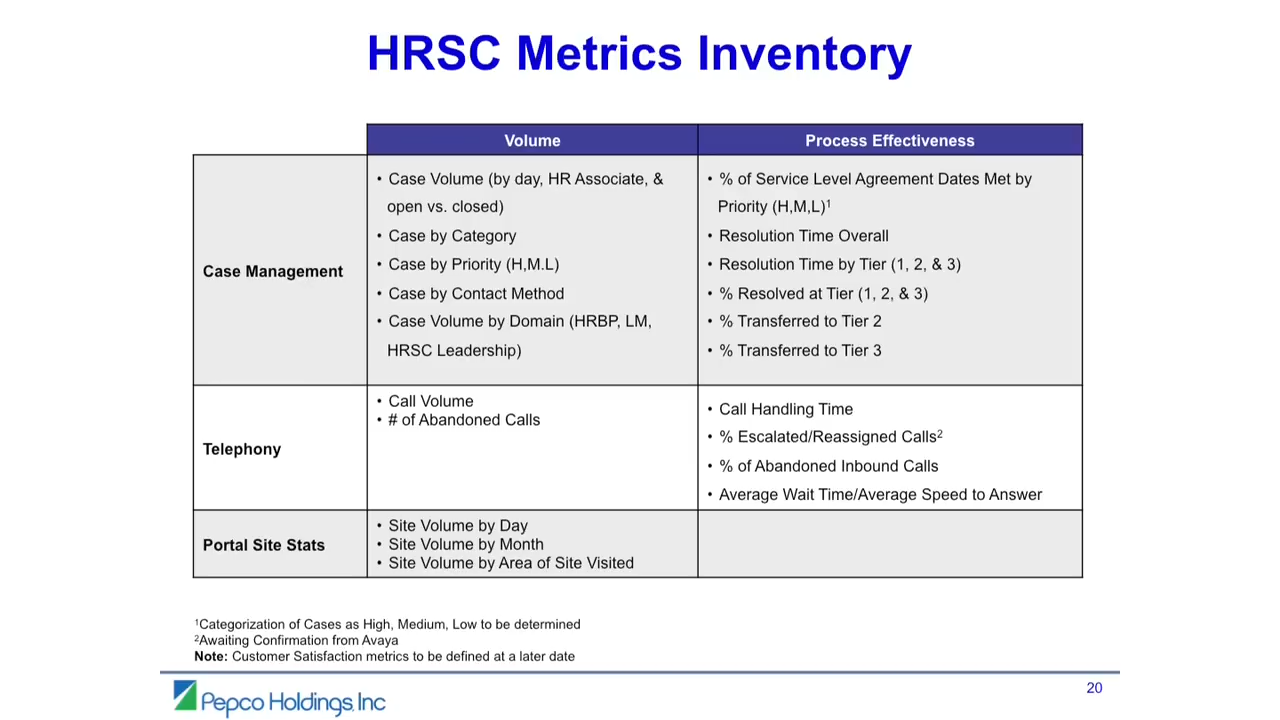 HRSC Metrics Inventory
Volume
Process Effectiveness
Case Management
• Case Volume (by day, HR Associate, &
open vs. closed)
• Case by Category
• Case by Priority (H,M.L)
• Case by Contact Method
• Case Volume by Domain (HRBP, LM,
HRSC Leadership)
• % of Service Level Agreement Dates Met by
Priority (H,M,L)¹
• Resolution Time Overall
• Resolution Time by Tier (1, 2, & 3)
• % Resolved at Tier (1, 2, & 3)
• % Transferred to Tier 2
• % Transferred to Tier 3
Telephony
• Call Volume
• # of Abandoned Calls
• Call Handling Time
• % Escalated/Reassigned Calls²
• % of Abandoned Inbound Calls
• Average Wait Time/Average Speed to Answer
Portal Site Stats
• Site Volume by Day
• Site Volume by Month
• Site Volume by Area of Site Visited
¹Categorization of Cases as High, Medium, Low to be determined
²Awaiting Confirmation from Avaya
Note: Customer Satisfaction metrics to be defined at a later date
Pepco Holdings, Inc
20